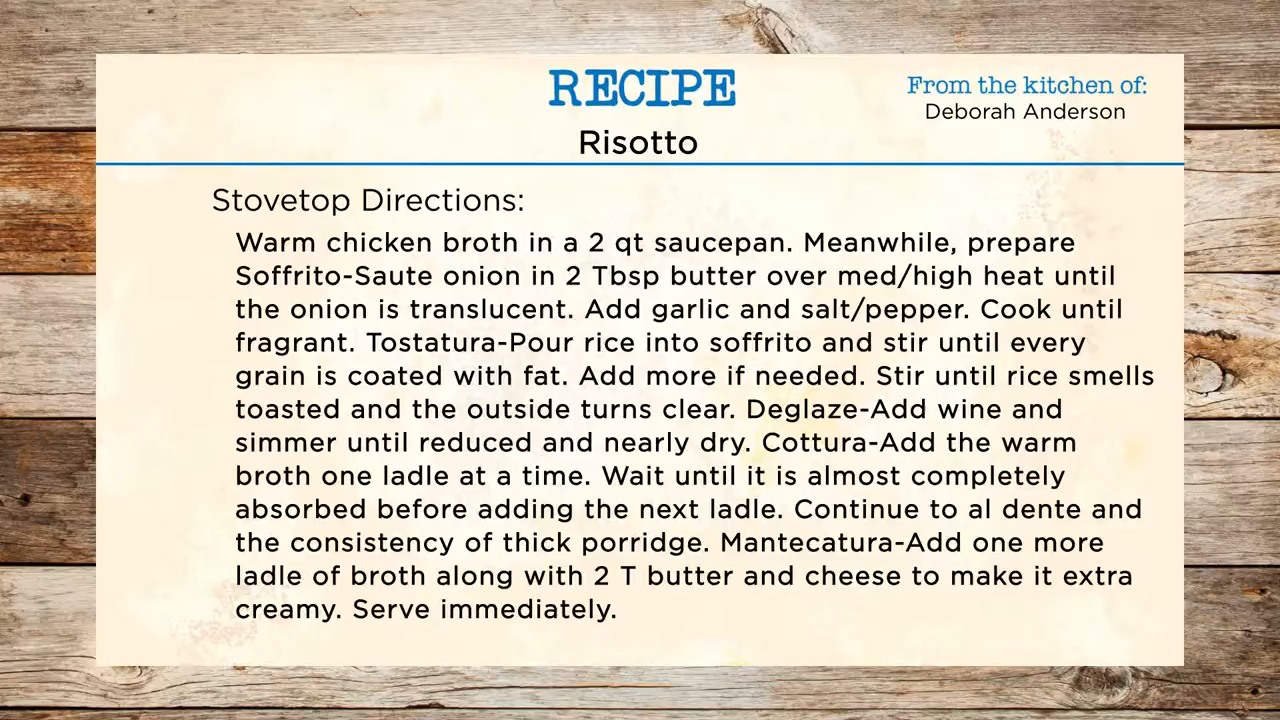 RECIPE
Risotto
From the kitchen of:
Deborah Anderson
Stovetop Directions:
Warm chicken broth in a 2 qt saucepan. Meanwhile, prepare
Soffrito-Saute onion in 2 Tbsp butter over med/high heat until
the onion is translucent. Add garlic and salt/pepper. Cook until
fragrant. Tostatura-Pour rice into soffrito and stir until every
grain is coated with fat. Add more if needed. Stir until rice smells
toasted and the outside turns clear. Deglaze-Add wine and
simmer until reduced and nearly dry. Cottura-Add the warm
broth one ladle at a time. Wait until it is almost completely
absorbed before adding the next ladle. Continue to al dente and
the consistency of thick porridge. Mantecatura-Add one more
ladle of broth along with 2 T butter and cheese to make it extra
creamy. Serve immediately.